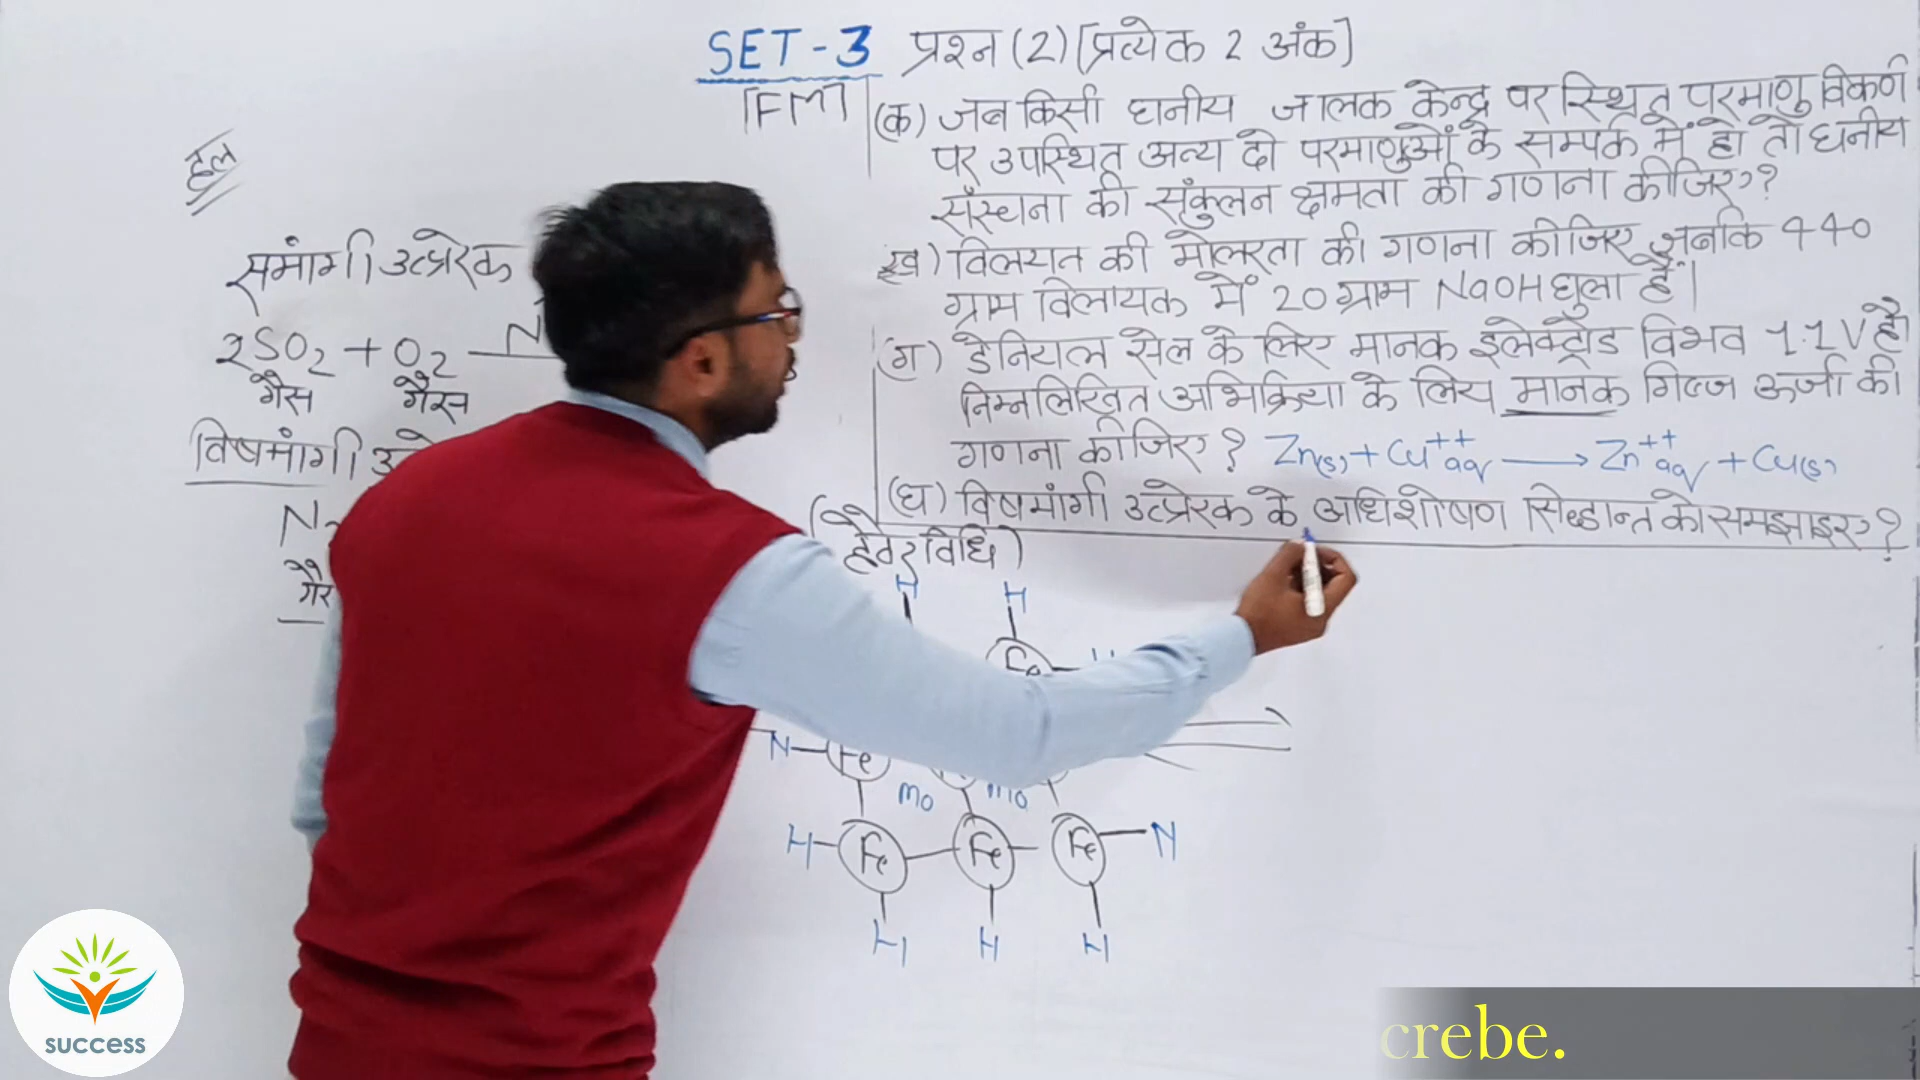 SET-3 प्रश्न (2) [प्रत्येक 2 अंक]
[FM]
(क) जब किसी घनीय जालक केन्द्र पर स्थित परमाणु विकर्ण
पर उपस्थित अन्य दो परमाणुओं के सम्पर्क में हो तो घनीय
संरचना की संकुलन क्षमता की गणना कीजिए?
ख) विलयन की मोलरता की गणना कीजिए जबकि 440
ग्राम विलायक में 20 ग्राम NaOH घुला है।
(ग) डेनियल सेल के लिए मानक इलेक्ट्रोड विभव 1.1V है।
निम्नलिखित अभिक्रिया के लिय मानक गिब्ज ऊर्जा की
गणना कीजिए? Zn(s) + Cu++aq → Zn++aq + Cu(s)
(घ) विषमांगी उत्प्रेरक के अधिशोषण सिद्धान्त को समझाइए?
हल
समांगी उत्प्रेरक
2SO2 + O2 N
गैस गैस
विषमांगी
N2
(हैबर विधि)
H H
Fe
N Fe
mo mo
H Fe Fe Fe N
H H H
success
crebe.